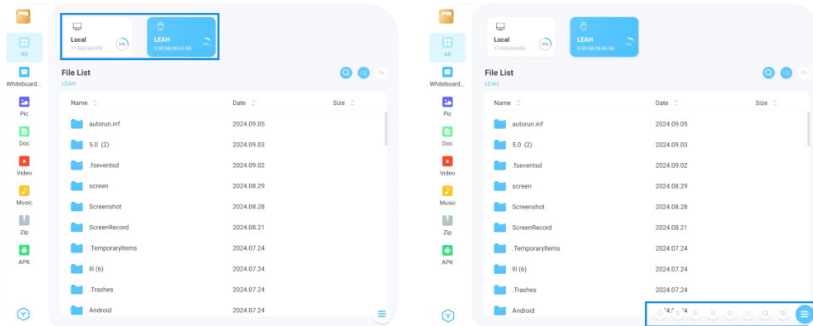 All
Whiteboard...
Pic
Doc
Video
Music
Zip
APK
Local
LEAH
File List
LEAH
Name
Date
Size
autorun.inf
2024.09.05
5.0 (2)
2024.09.03
.fseventsd
2024.09.02
screen
2024.08.29
Screenshot
2024.08.28
ScreenRecord
2024.08.21
.TemporaryItems
2024.07.24
III (6)
2024.07.24
.Trashes
2024.07.24
Android
2024.07.24
All
Whiteboard...
Pic
Doc
Video
Music
Zip
APK
Local
LEAH
File List
LEAH
Name
Date
Size
autorun.inf
2024.09.05
5.0 (2)
2024.09.03
.fseventsd
2024.09.02
screen
2024.08.29
Screenshot
2024.08.28
ScreenRecord
2024.08.21
.TemporaryItems
2024.07.24
III (6)
2024.07.24
.Trashes
2024.07.24
Android